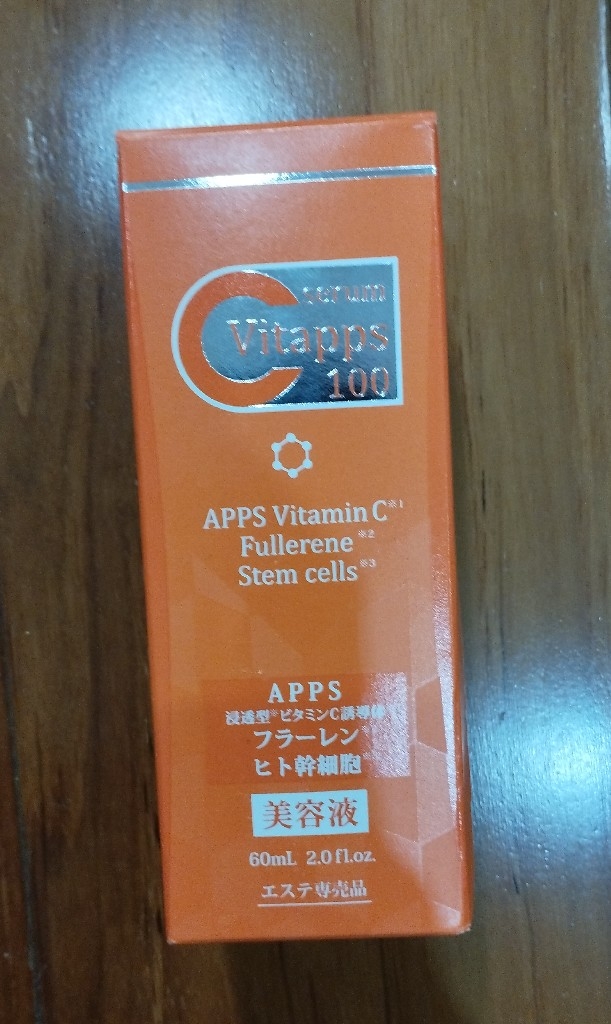 serum
Vitapps
100
APPS Vitamin C※1
Fullerene※2
Stem cells※3
APPS
浸透型※ビタミンC誘導体
フラーレン
ヒト幹細胞
美容液
60mL 2.0fl.oz.
エステ専売品